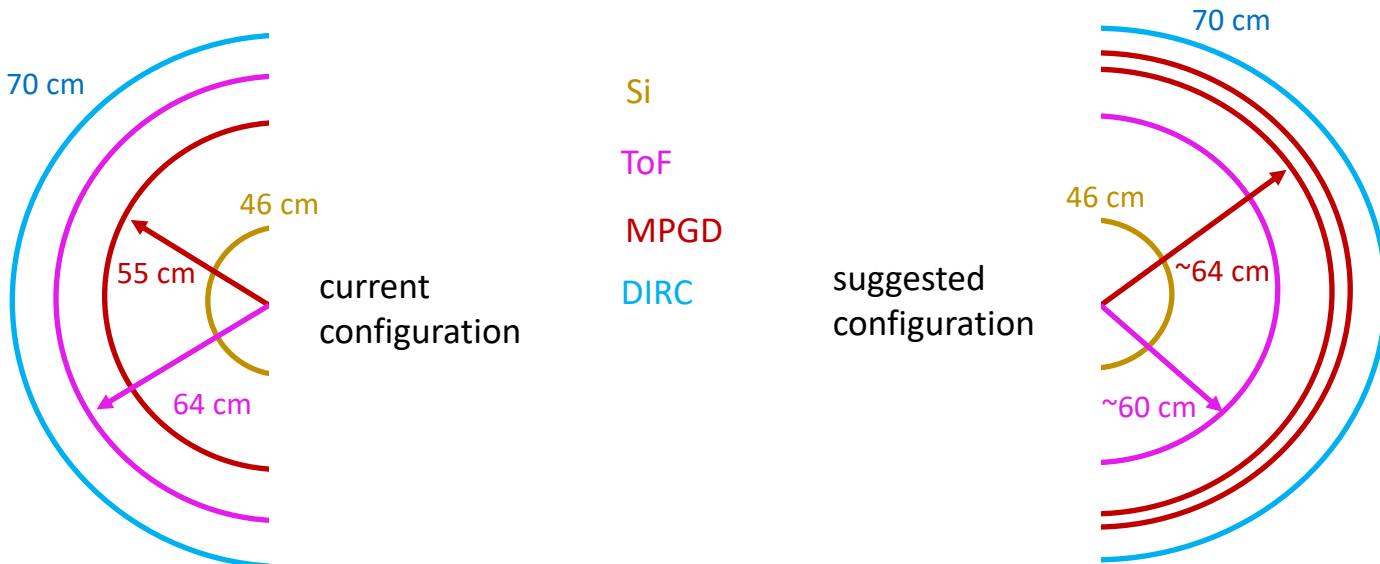 70 cm
46 cm
55 cm
64 cm
current
configuration
Si
ToF
MPGD
DIRC
suggested
configuration
70 cm
46 cm
~64 cm
~60 cm